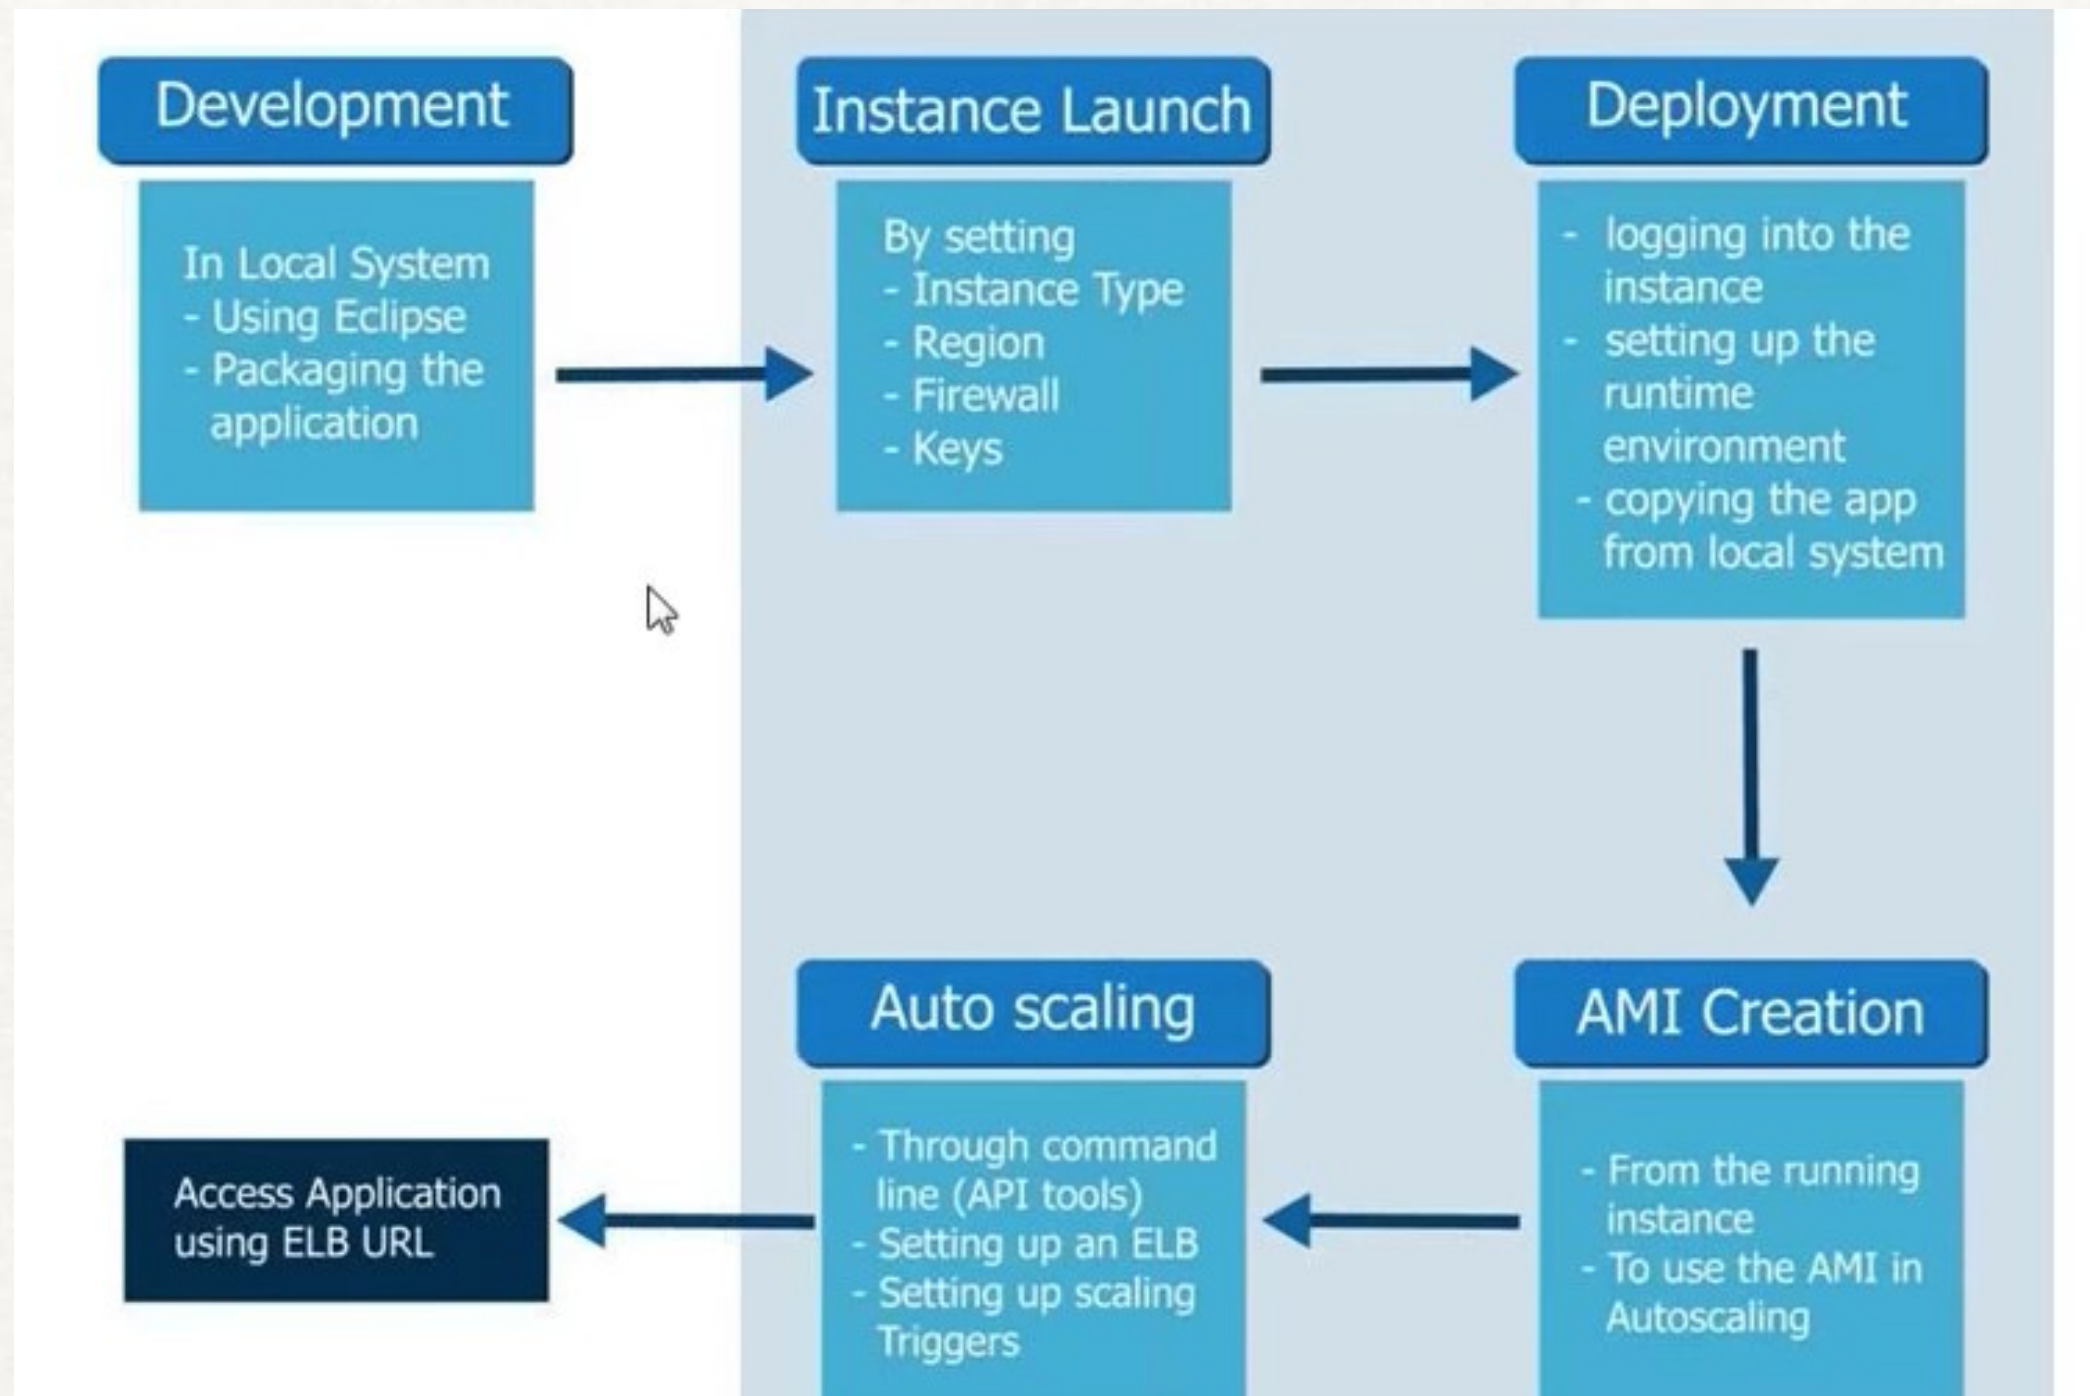 Development
In Local System
- Using Eclipse
- Packaging the
application
Instance Launch
By setting
- Instance Type
- Region
- Firewall
- Keys
Deployment
- logging into the
instance
- setting up the
runtime
environment
- copying the app
from local system
AMI Creation
- From the running
instance
- To use the AMI in
Autoscaling
Auto scaling
- Through command
line (API tools)
- Setting up an ELB
- Setting up scaling
Triggers
Access Application
using ELB URL